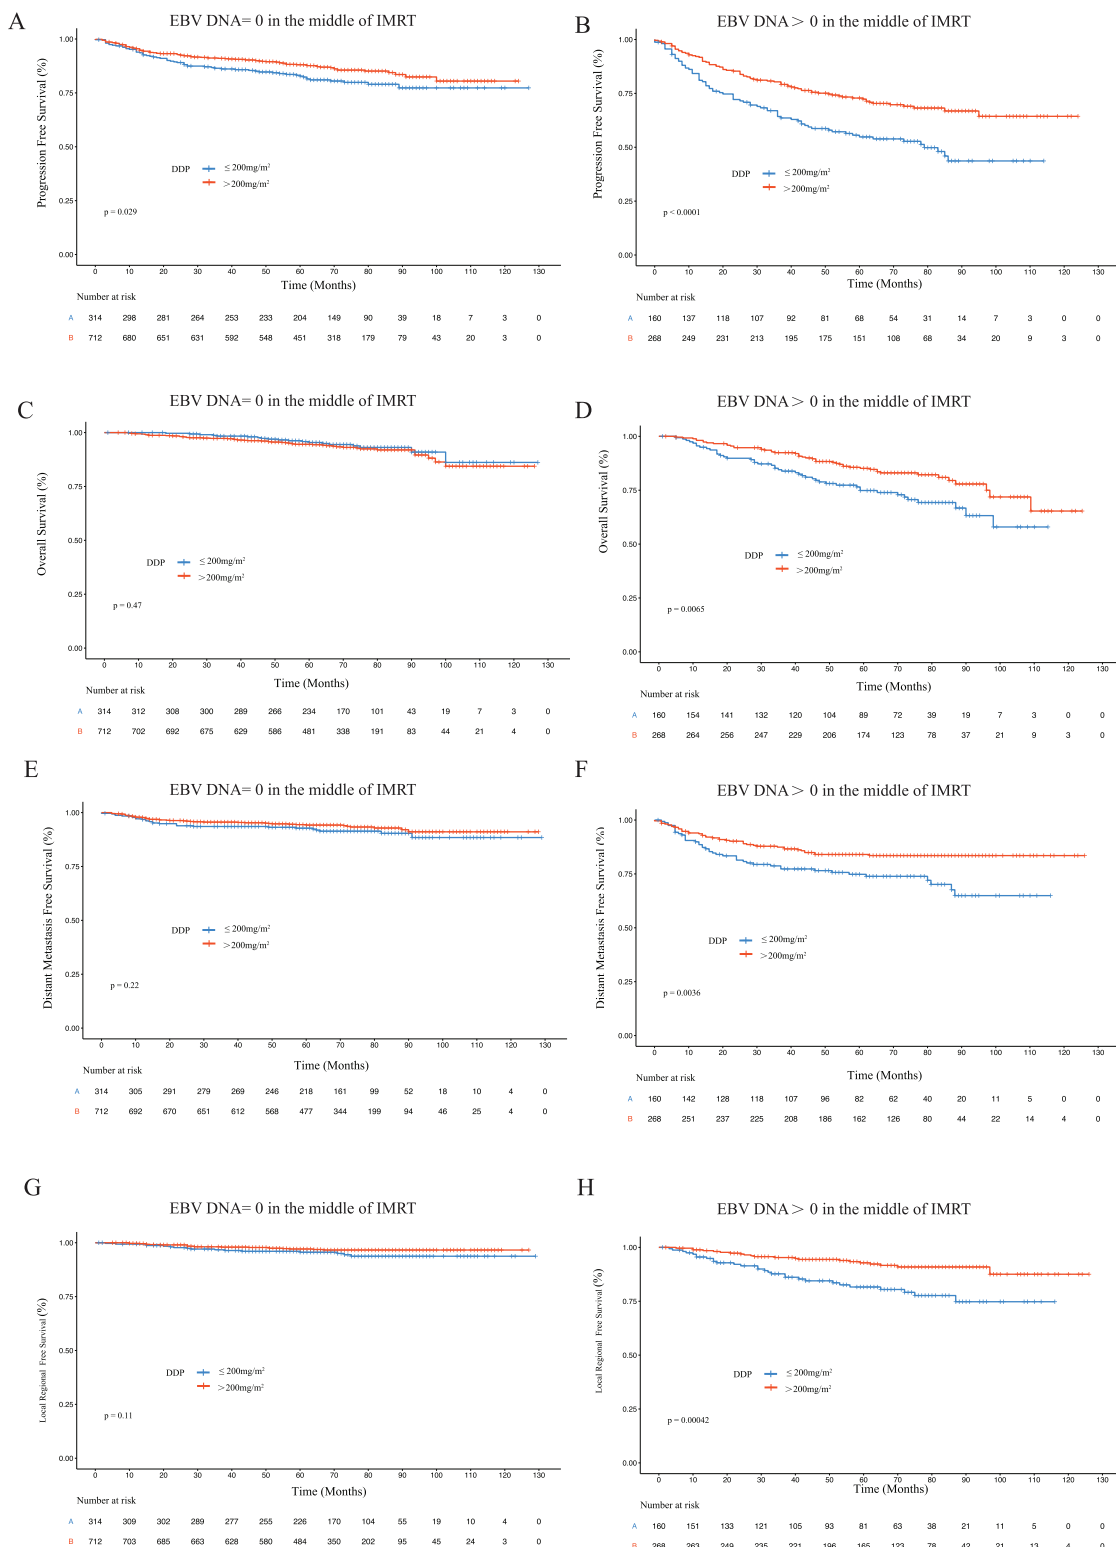 A
EBV DNA= 0 in the middle of IMRT
Progression Free Survival (%)
1.00
0.75
0.50
0.25
0.00
DDP
≤ 200mg/m²
>200mg/m²
p = 0.029
0 10 20 30 40 50 60 70 80 90 100 110 120 130
Time (Months)
Number at risk
A 314 298 281 264 253 233 204 149 90 39 18 7 3 0
B 712 680 651 631 592 548 451 318 179 79 43 20 3 0
B
EBV DNA> 0 in the middle of IMRT
Progression Free Survival (%)
1.00
0.75
0.50
0.25
0.00
DDP
≤ 200mg/m²
>200mg/m²
p < 0.0001
0 10 20 30 40 50 60 70 80 90 100 110 120 130
Time (Months)
Number at risk
A 160 137 118 107 92 81 68 54 31 14 7 3 0 0
B 268 249 231 213 195 175 151 108 68 34 20 9 3 0
C
EBV DNA= 0 in the middle of IMRT
Overall Survival (%)
1.00
0.75
0.50
0.25
0.00
DDP
≤ 200mg/m²
>200mg/m²
p = 0.47
0 10 20 30 40 50 60 70 80 90 100 110 120 130
Time (Months)
Number at risk
A 314 312 308 300 289 266 234 170 101 43 19 7 3 0
B 712 702 692 675 629 586 481 338 191 83 44 21 4 0
D
EBV DNA> 0 in the middle of IMRT
Overall Survival (%)
1.00
0.75
0.50
0.25
0.00
DDP
≤ 200mg/m²
>200mg/m²
p = 0.0065
0 10 20 30 40 50 60 70 80 90 100 110 120 130
Time (Months)
Number at risk
A 160 154 141 132 120 104 89 72 39 19 7 3 0 0
B 268 264 256 247 229 206 174 123 78 37 21 9 3 0
E
EBV DNA= 0 in the middle of IMRT
Distant Metastasis Free Survival (%)
1.00
0.75
0.50
0.25
0.00
DDP
≤ 200mg/m²
>200mg/m²
p = 0.22
0 10 20 30 40 50 60 70 80 90 100 110 120 130
Time (Months)
Number at risk
A 314 305 291 279 269 246 218 161 99 52 18 10 4 0
B 712 692 670 651 612 568 477 344 199 94 46 25 4 0
F
EBV DNA> 0 in the middle of IMRT
Distant Metastasis Free Survival (%)
1.00
0.75
0.50
0.25
0.00
DDP
≤ 200mg/m²
>200mg/m²
p = 0.0036
0 10 20 30 40 50 60 70 80 90 100 110 120 130
Time (Months)
Number at risk
A 160 142 128 118 107 96 82 62 40 20 11 5 0 0
B 268 251 237 225 208 186 162 126 80 44 22 14 4 0
G
EBV DNA= 0 in the middle of IMRT
Local Regional Free Survival (%)
1.00
0.75
0.50
0.25
0.00
DDP
≤ 200mg/m²
>200mg/m²
p = 0.11
0 10 20 30 40 50 60 70 80 90 100 110 120 130
Time (Months)
Number at risk
A 314 309 302 289 277 255 226 170 104 55 19 10 4 0
B 712 703 685 663 628 580 484 350 202 95 45 24 3 0
H
EBV DNA> 0 in the middle of IMRT
Local Regional Free Survival (%)
1.00
0.75
0.50
0.25
0.00
DDP
≤ 200mg/m²
>200mg/m²
p = 0.00042
0 10 20 30 40 50 60 70 80 90 100 110 120 130
Time (Months)
Number at risk
A 160 151 133 121 105 93 81 63 38 21 11 5 0 0
B 268 263 249 235 221 196 165 123 78 42 21 13 4 0